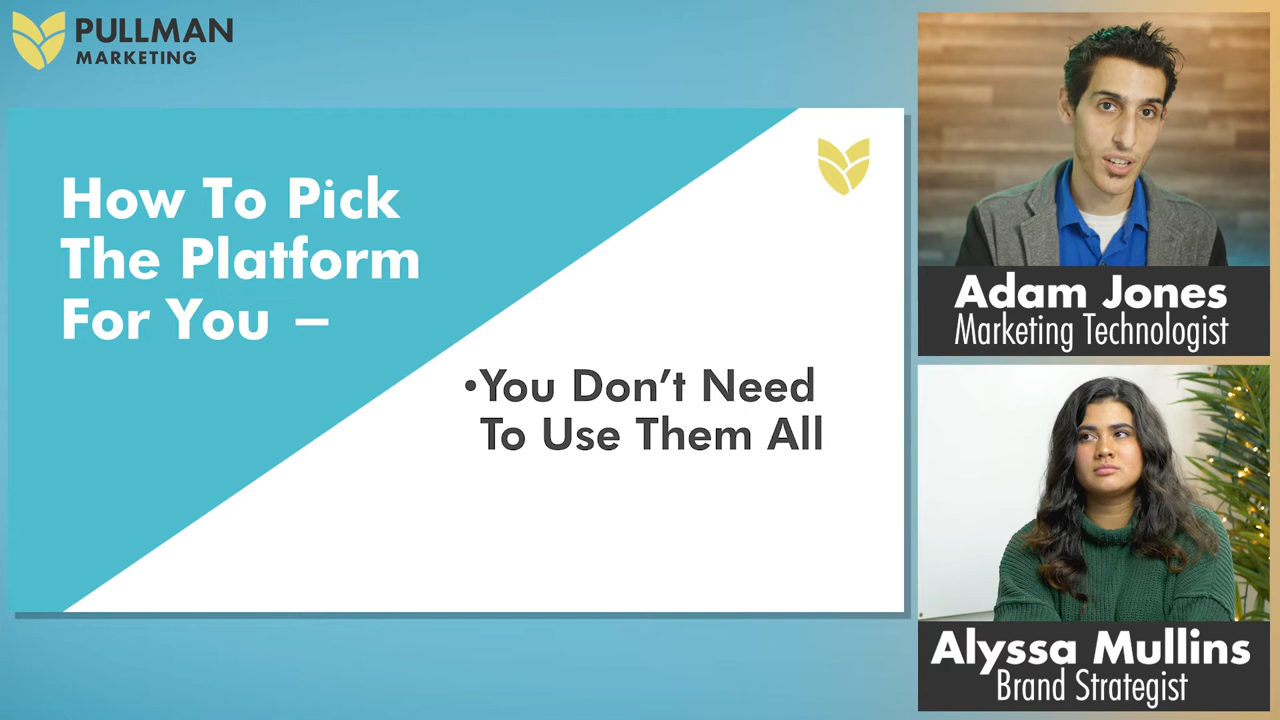 PULLMAN
MARKETING
How To Pick
The Platform
For You –
•You Don’t Need
To Use Them All
Adam Jones
Marketing Technologist
Alyssa Mullins
Brand Strategist